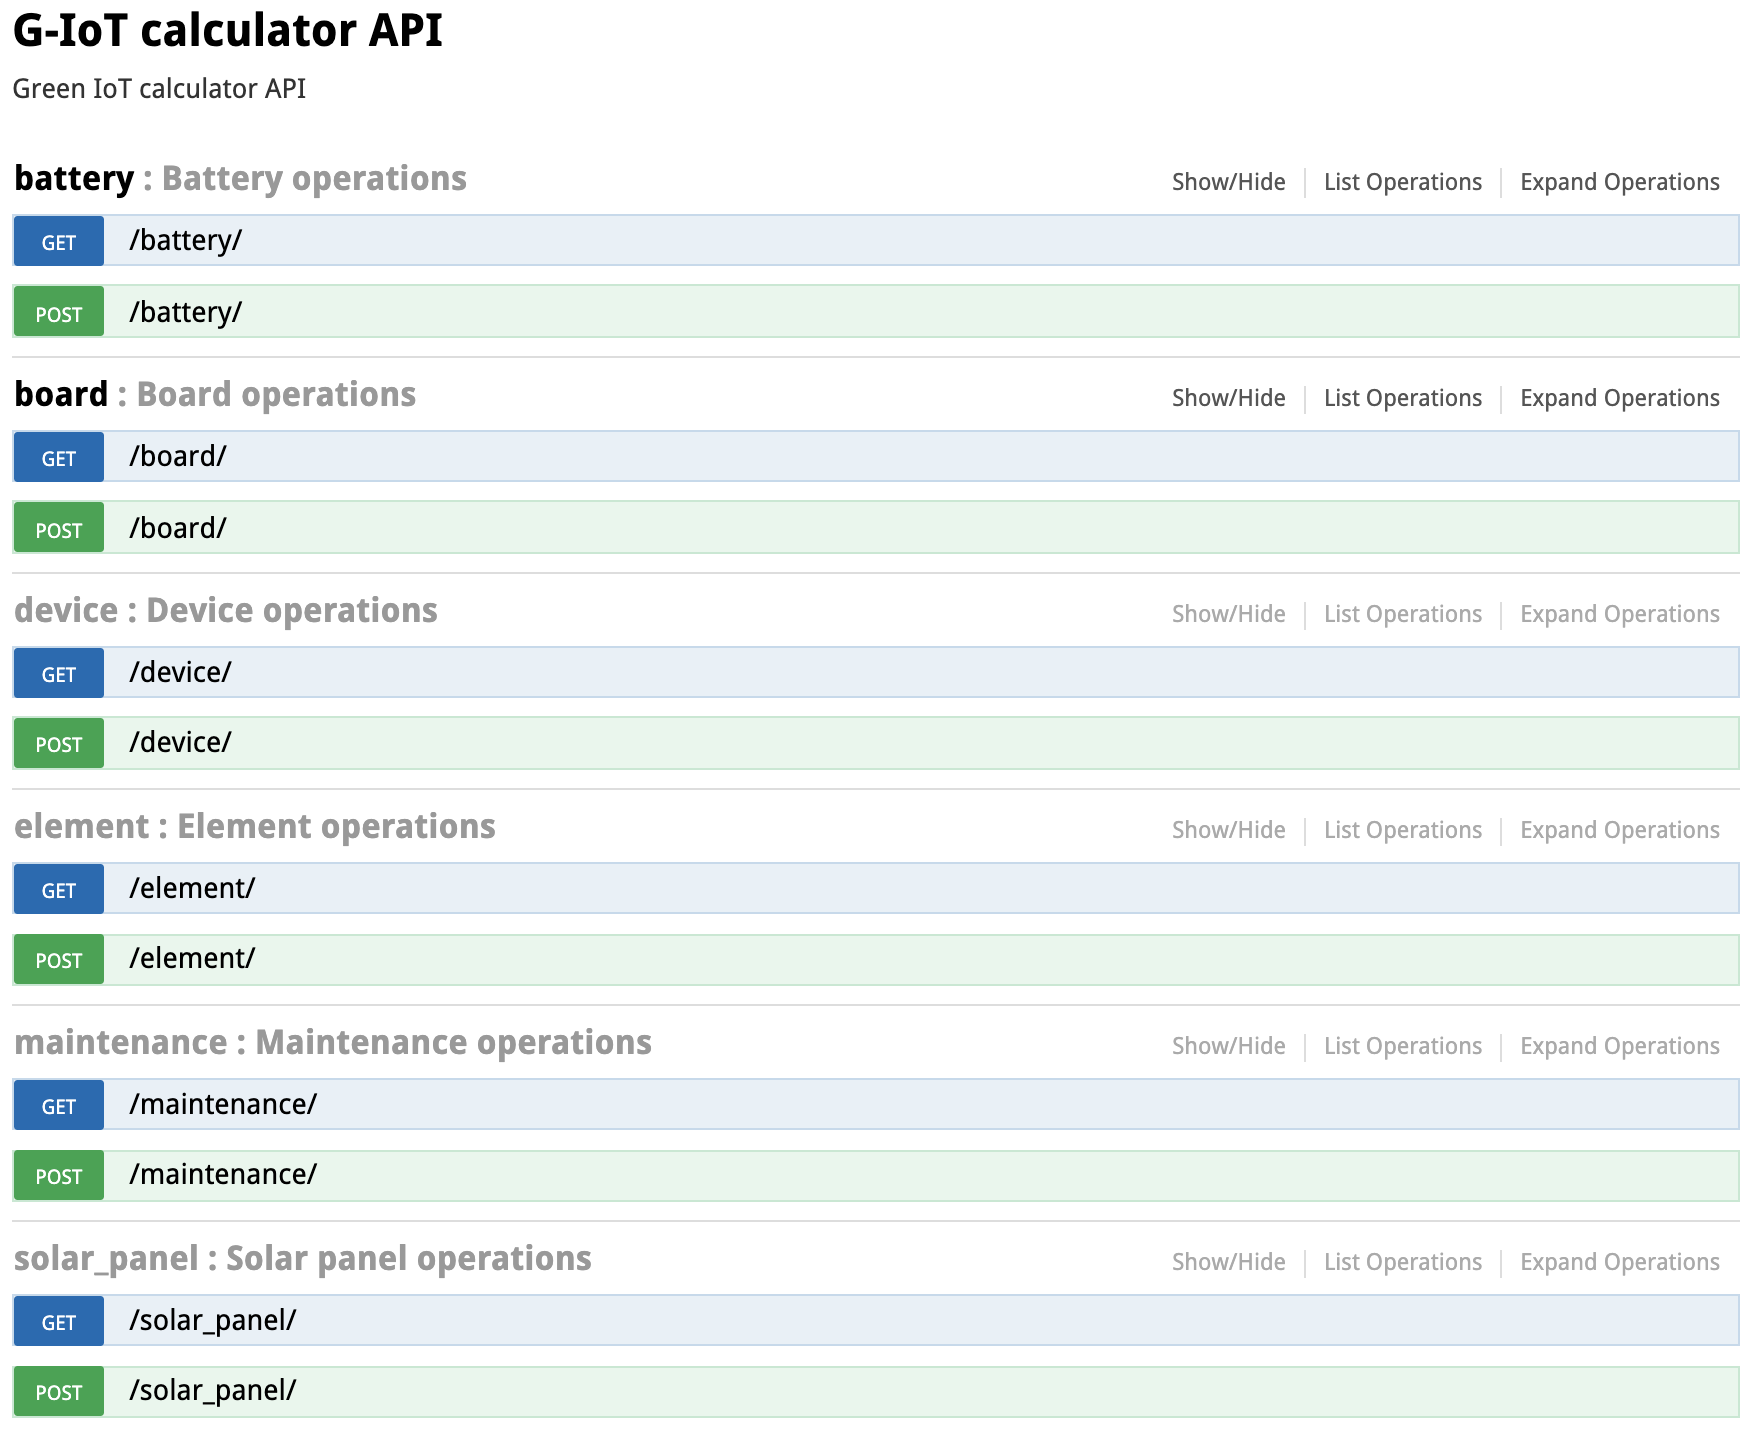 G-IoT calculator API
Green IoT calculator API
battery : Battery operations Show/Hide List Operations Expand Operations
GET /battery/
POST /battery/
board : Board operations Show/Hide List Operations Expand Operations
GET /board/
POST /board/
device : Device operations Show/Hide List Operations Expand Operations
GET /device/
POST /device/
element : Element operations Show/Hide List Operations Expand Operations
GET /element/
POST /element/
maintenance : Maintenance operations Show/Hide List Operations Expand Operations
GET /maintenance/
POST /maintenance/
solar_panel : Solar panel operations Show/Hide List Operations Expand Operations
GET /solar_panel/
POST /solar_panel/